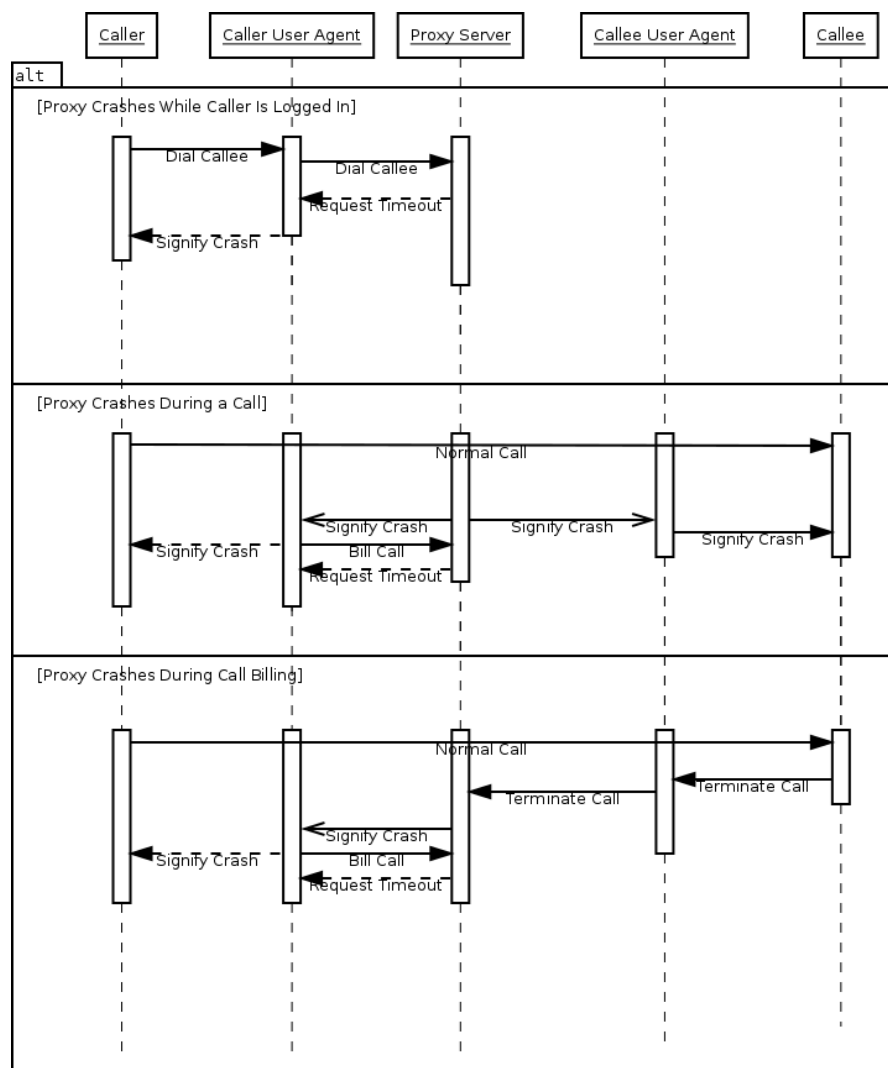 Caller
Caller User Agent
Proxy Server
Callee User Agent
Callee
alt
[Proxy Crashes While Caller Is Logged In]
Dial Callee
Dial Callee
Request Timeout
Signify Crash
[Proxy Crashes During a Call]
Normal Call
Signify Crash
Signify Crash
Signify Crash
Signify Crash
Bill Call
Request Timeout
[Proxy Crashes During Call Billing]
Normal Call
Terminate Call
Terminate Call
Signify Crash
Signify Crash
Bill Call
Request Timeout